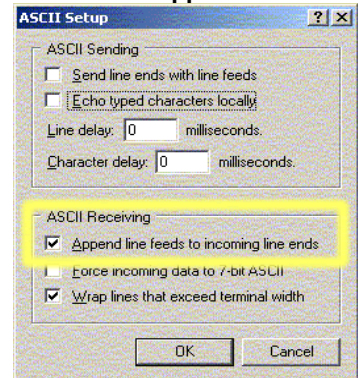 ASCII Setup
ASCII Sending
Send line ends with line feeds
Echo typed characters locally
Line delay: 0 milliseconds.
Character delay: 0 milliseconds.
ASCII Receiving
Append line feeds to incoming line ends
Force incoming data to 7-bit ASCII
Wrap lines that exceed terminal width
OK Cancel